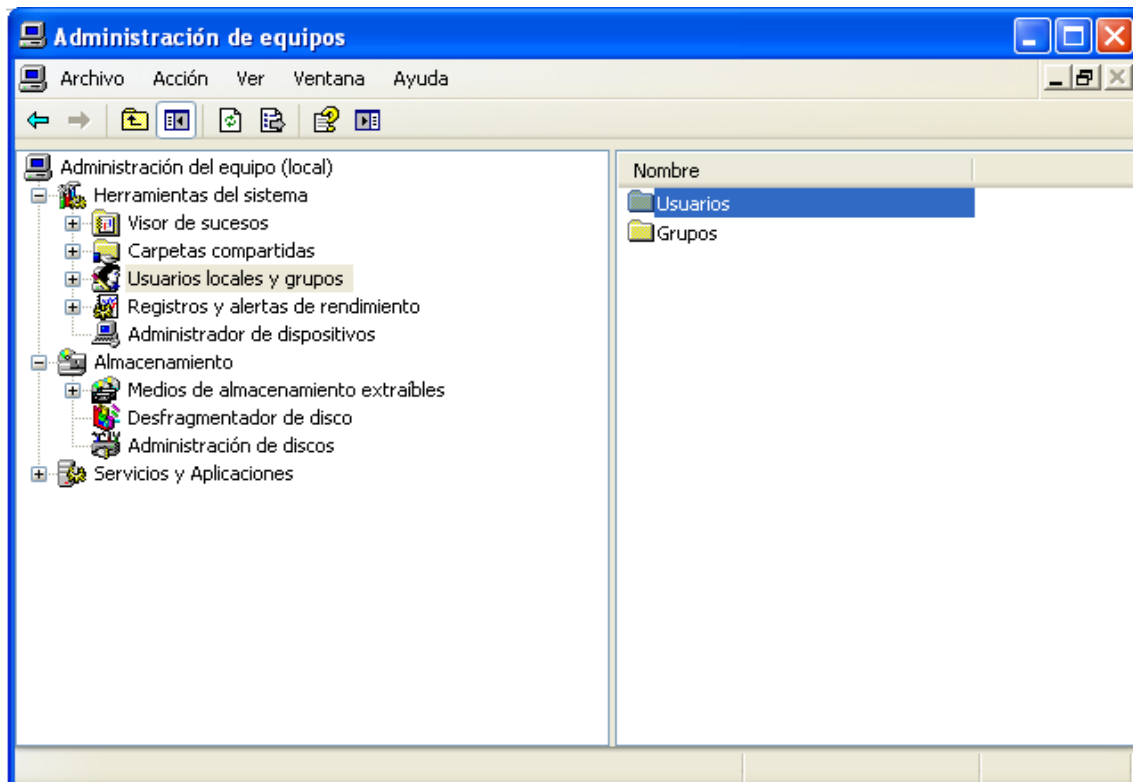 Administración de equipos
Archivo Acción Ver Ventana Ayuda
Administración del equipo (local)
Herramientas del sistema
Visor de sucesos
Carpetas compartidas
Usuarios locales y grupos
Registros y alertas de rendimiento
Administrador de dispositivos
Almacenamiento
Medios de almacenamiento extraíbles
Desfragmentador de disco
Administración de discos
Servicios y Aplicaciones
Nombre
Usuarios
Grupos